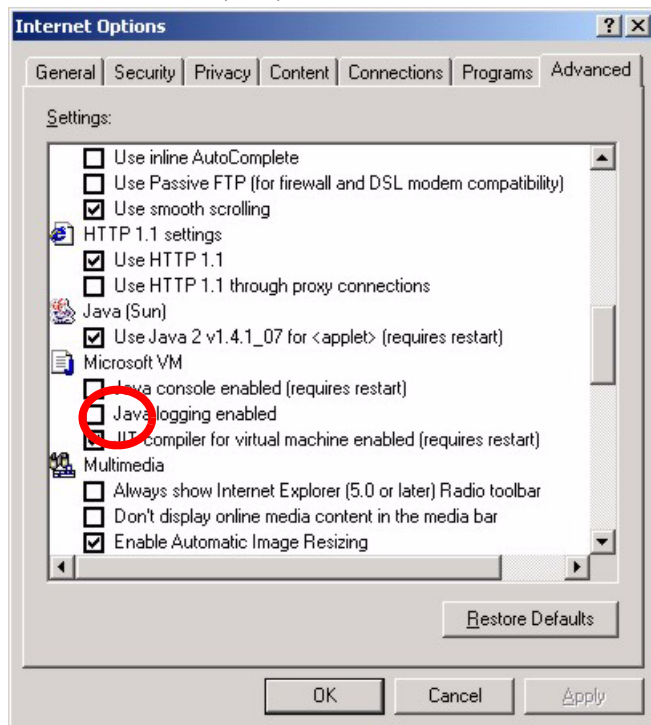 Internet Options
General Security Privacy Content Connections Programs Advanced
Settings:
Use inline AutoComplete
Use Passive FTP (for firewall and DSL modem compatibility)
Use smooth scrolling
HTTP 1.1 settings
Use HTTP 1.1
Use HTTP 1.1 through proxy connections
Java (Sun)
Use Java 2 v1.4.1_07 for <applet> (requires restart)
Microsoft VM
Java console enabled (requires restart)
Java logging enabled
JIT compiler for virtual machine enabled (requires restart)
Multimedia
Always show Internet Explorer (5.0 or later) Radio toolbar
Don't display online media content in the media bar
Enable Automatic Image Resizing
Restore Defaults
OK Cancel Apply